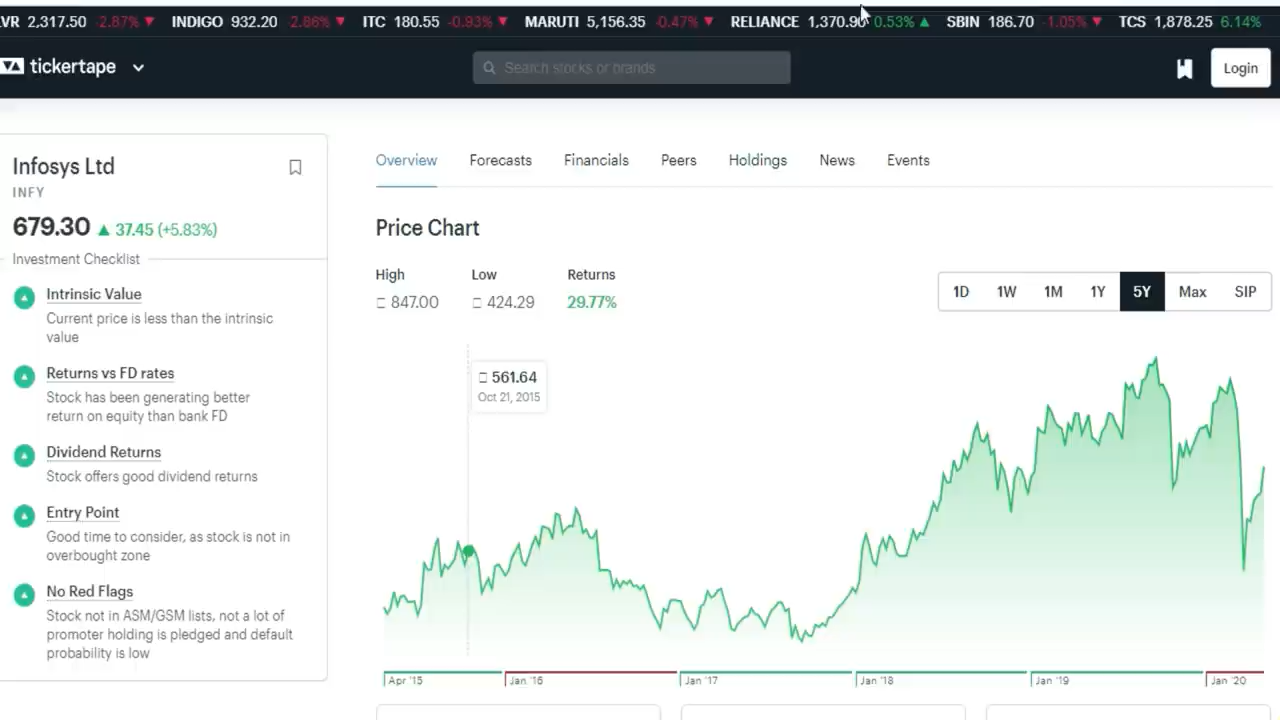 VR 2,317.50 -2.87% ▼ INDIGO 932.20 2.86% ▼ ITC 180.55 -0.93% ▼ MARUTI 5,156.35 -0.47% ▼ RELIANCE 1,370.90 0.53% ▲ SBIN 186.70 -1.05% ▼ TCS 1,878.25 6.14%
tickertape
Search stocks or brands
Login
Infosys Ltd
INFY
679.30 ▲ 37.45 (+5.83%)
Investment Checklist
Intrinsic Value
Current price is less than the intrinsic
value
Returns vs FD rates
Stock has been generating better
return on equity than bank FD
Dividend Returns
Stock offers good dividend returns
Entry Point
Good time to consider, as stock is not in
overbought zone
No Red Flags
Stock not in ASM/GSM lists, not a lot of
promoter holding is pledged and default
probability is low
Overview Forecasts Financials Peers Holdings News Events
Price Chart
High Low Returns
847.00 424.29 29.77%
1D 1W 1M 1Y 5Y Max SIP
561.64
Oct 21, 2015
Apr '15 Jan '16 Jan '17 Jan '18 Jan '19 Jan '20